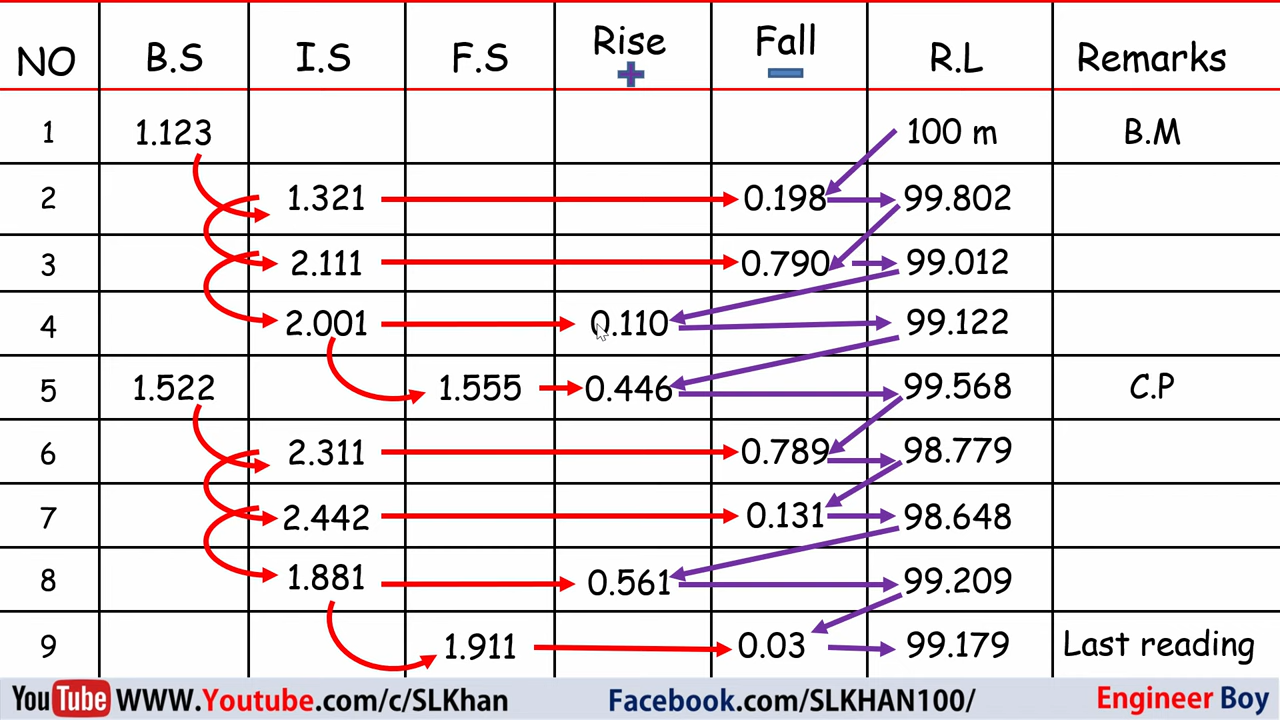 NO B.S I.S F.S Rise Fall R.L Remarks
1 1.123 100 m B.M
2 1.321 0.198 99.802
3 2.111 0.790 99.012
4 2.001 0.110 99.122
5 1.522 1.555 0.446 99.568 C.P
6 2.311 0.789 98.779
7 2.442 0.131 98.648
8 1.881 0.561 99.209
9 1.911 0.03 99.179 Last reading
YouTube WWW.Youtube.com/c/SLKhan Facebook.com/SLKHAN100/ Engineer Boy